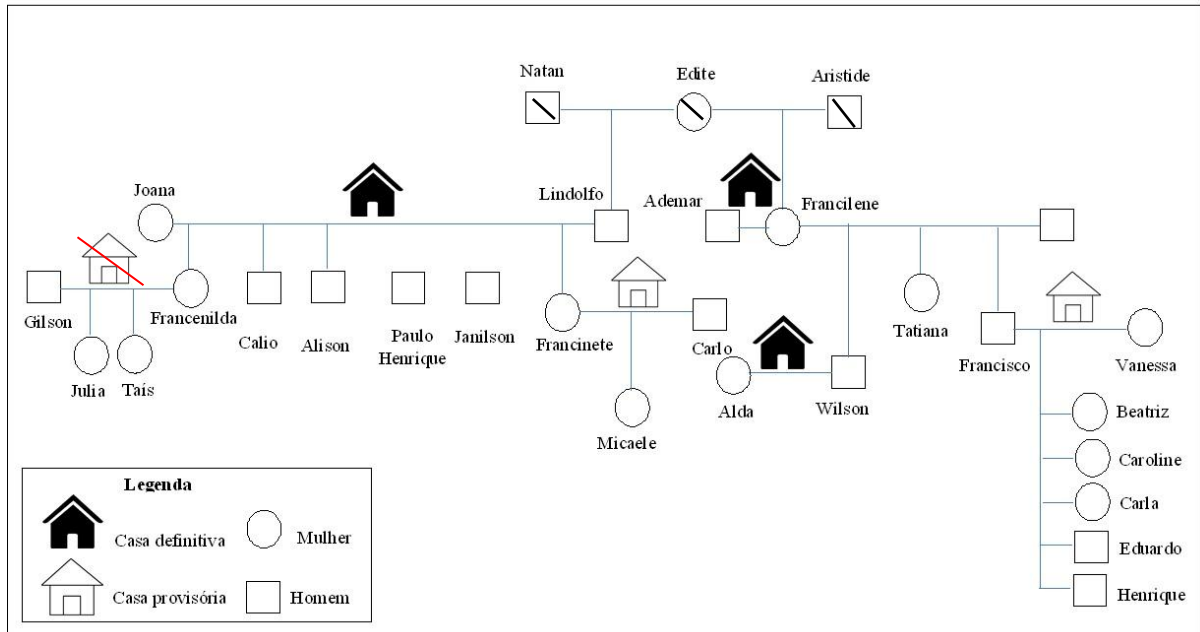 Natan
Edite
Aristide
Joana
Lindolfo
Ademar
Francilene
Gilson
Francenilda
Calio
Alison
Paulo
Henrique
Janilson
Francinete
Carlo
Tatiana
Francisco
Vanessa
Julia
Taís
Alda
Wilson
Micaele
Beatriz
Caroline
Carla
Eduardo
Henrique
Legenda
Casa definitiva
Mulher
Casa provisória
Homem